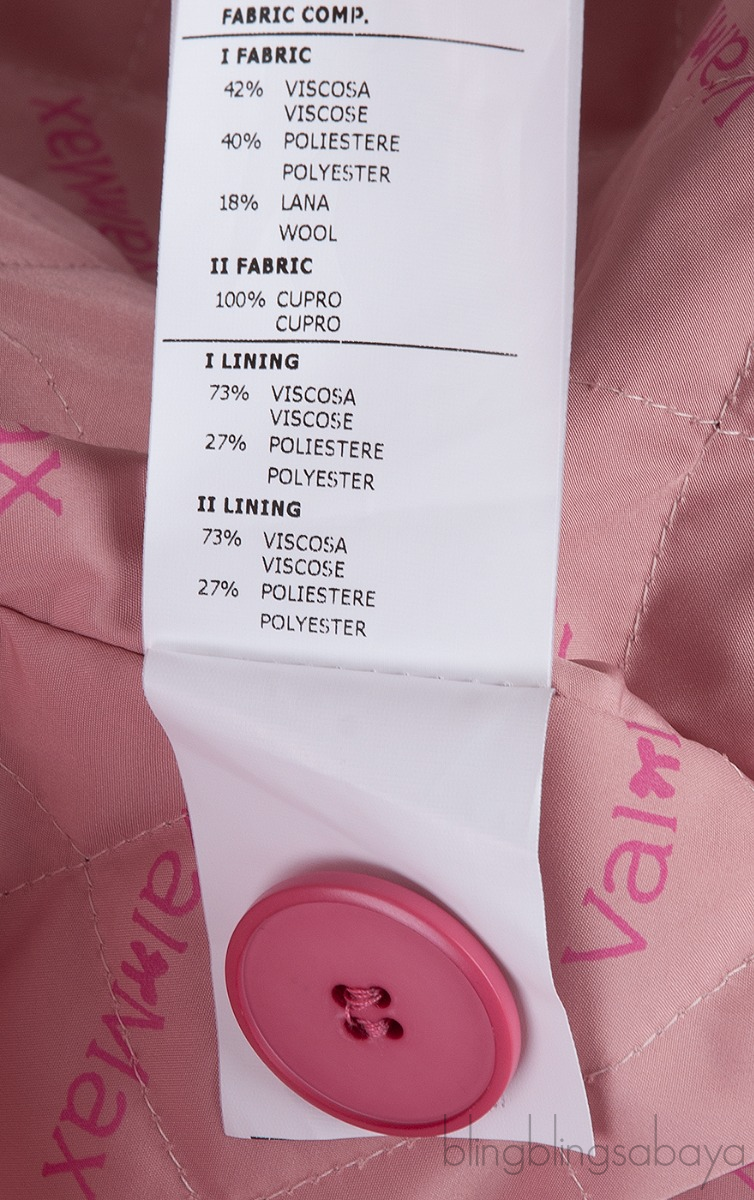 FABRIC COMP.
I FABRIC
42% VISCOSA
VISCOSE
40% POLIESTERE
POLYESTER
18% LANA
WOOL
II FABRIC
100% CUPRO
CUPRO
I LINING
73% VISCOSA
VISCOSE
27% POLIESTERE
POLYESTER
II LINING
73% VISCOSA
VISCOSE
27% POLIESTERE
POLYESTER
blingblingsabaya